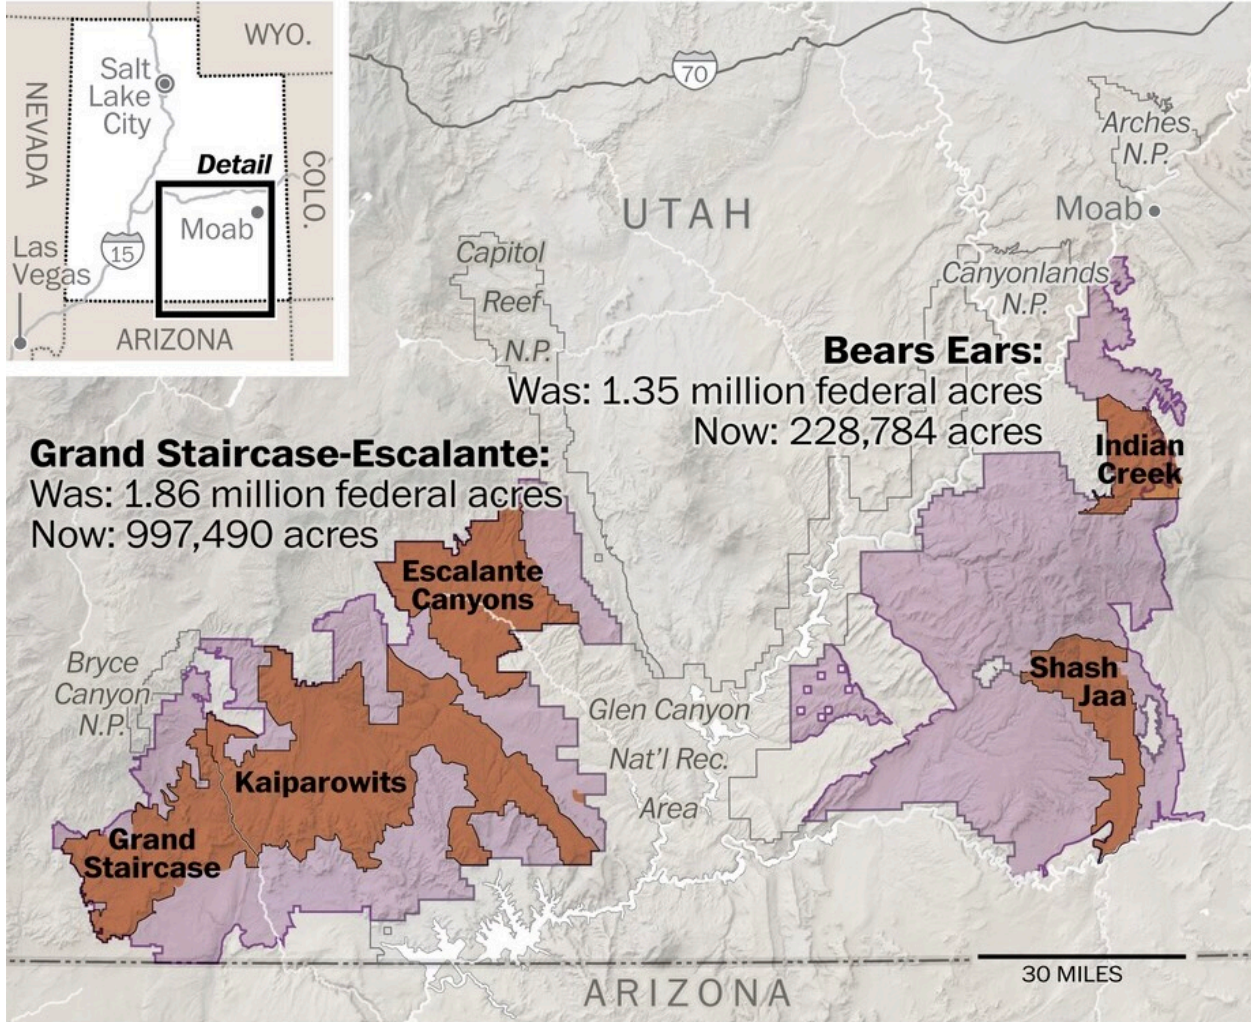 WYO.
Salt
Lake
City
NEVADA
Detail
COLO.
Moab
15
Las
Vegas
ARIZONA
70
Arches
N.P.
UTAH
Moab
Capitol
Reef
N.P.
Canyonlands
N.P.
Bears Ears:
Was: 1.35 million federal acres
Now: 228,784 acres
Grand Staircase-Escalante:
Was: 1.86 million federal acres
Now: 997,490 acres
Indian
Creek
Escalante
Canyons
Bryce
Canyon
N.P.
Shash
Jaa
Glen Canyon
Nat'l Rec.
Area
Kaiparowits
Grand
Staircase
30 MILES
ARIZONA